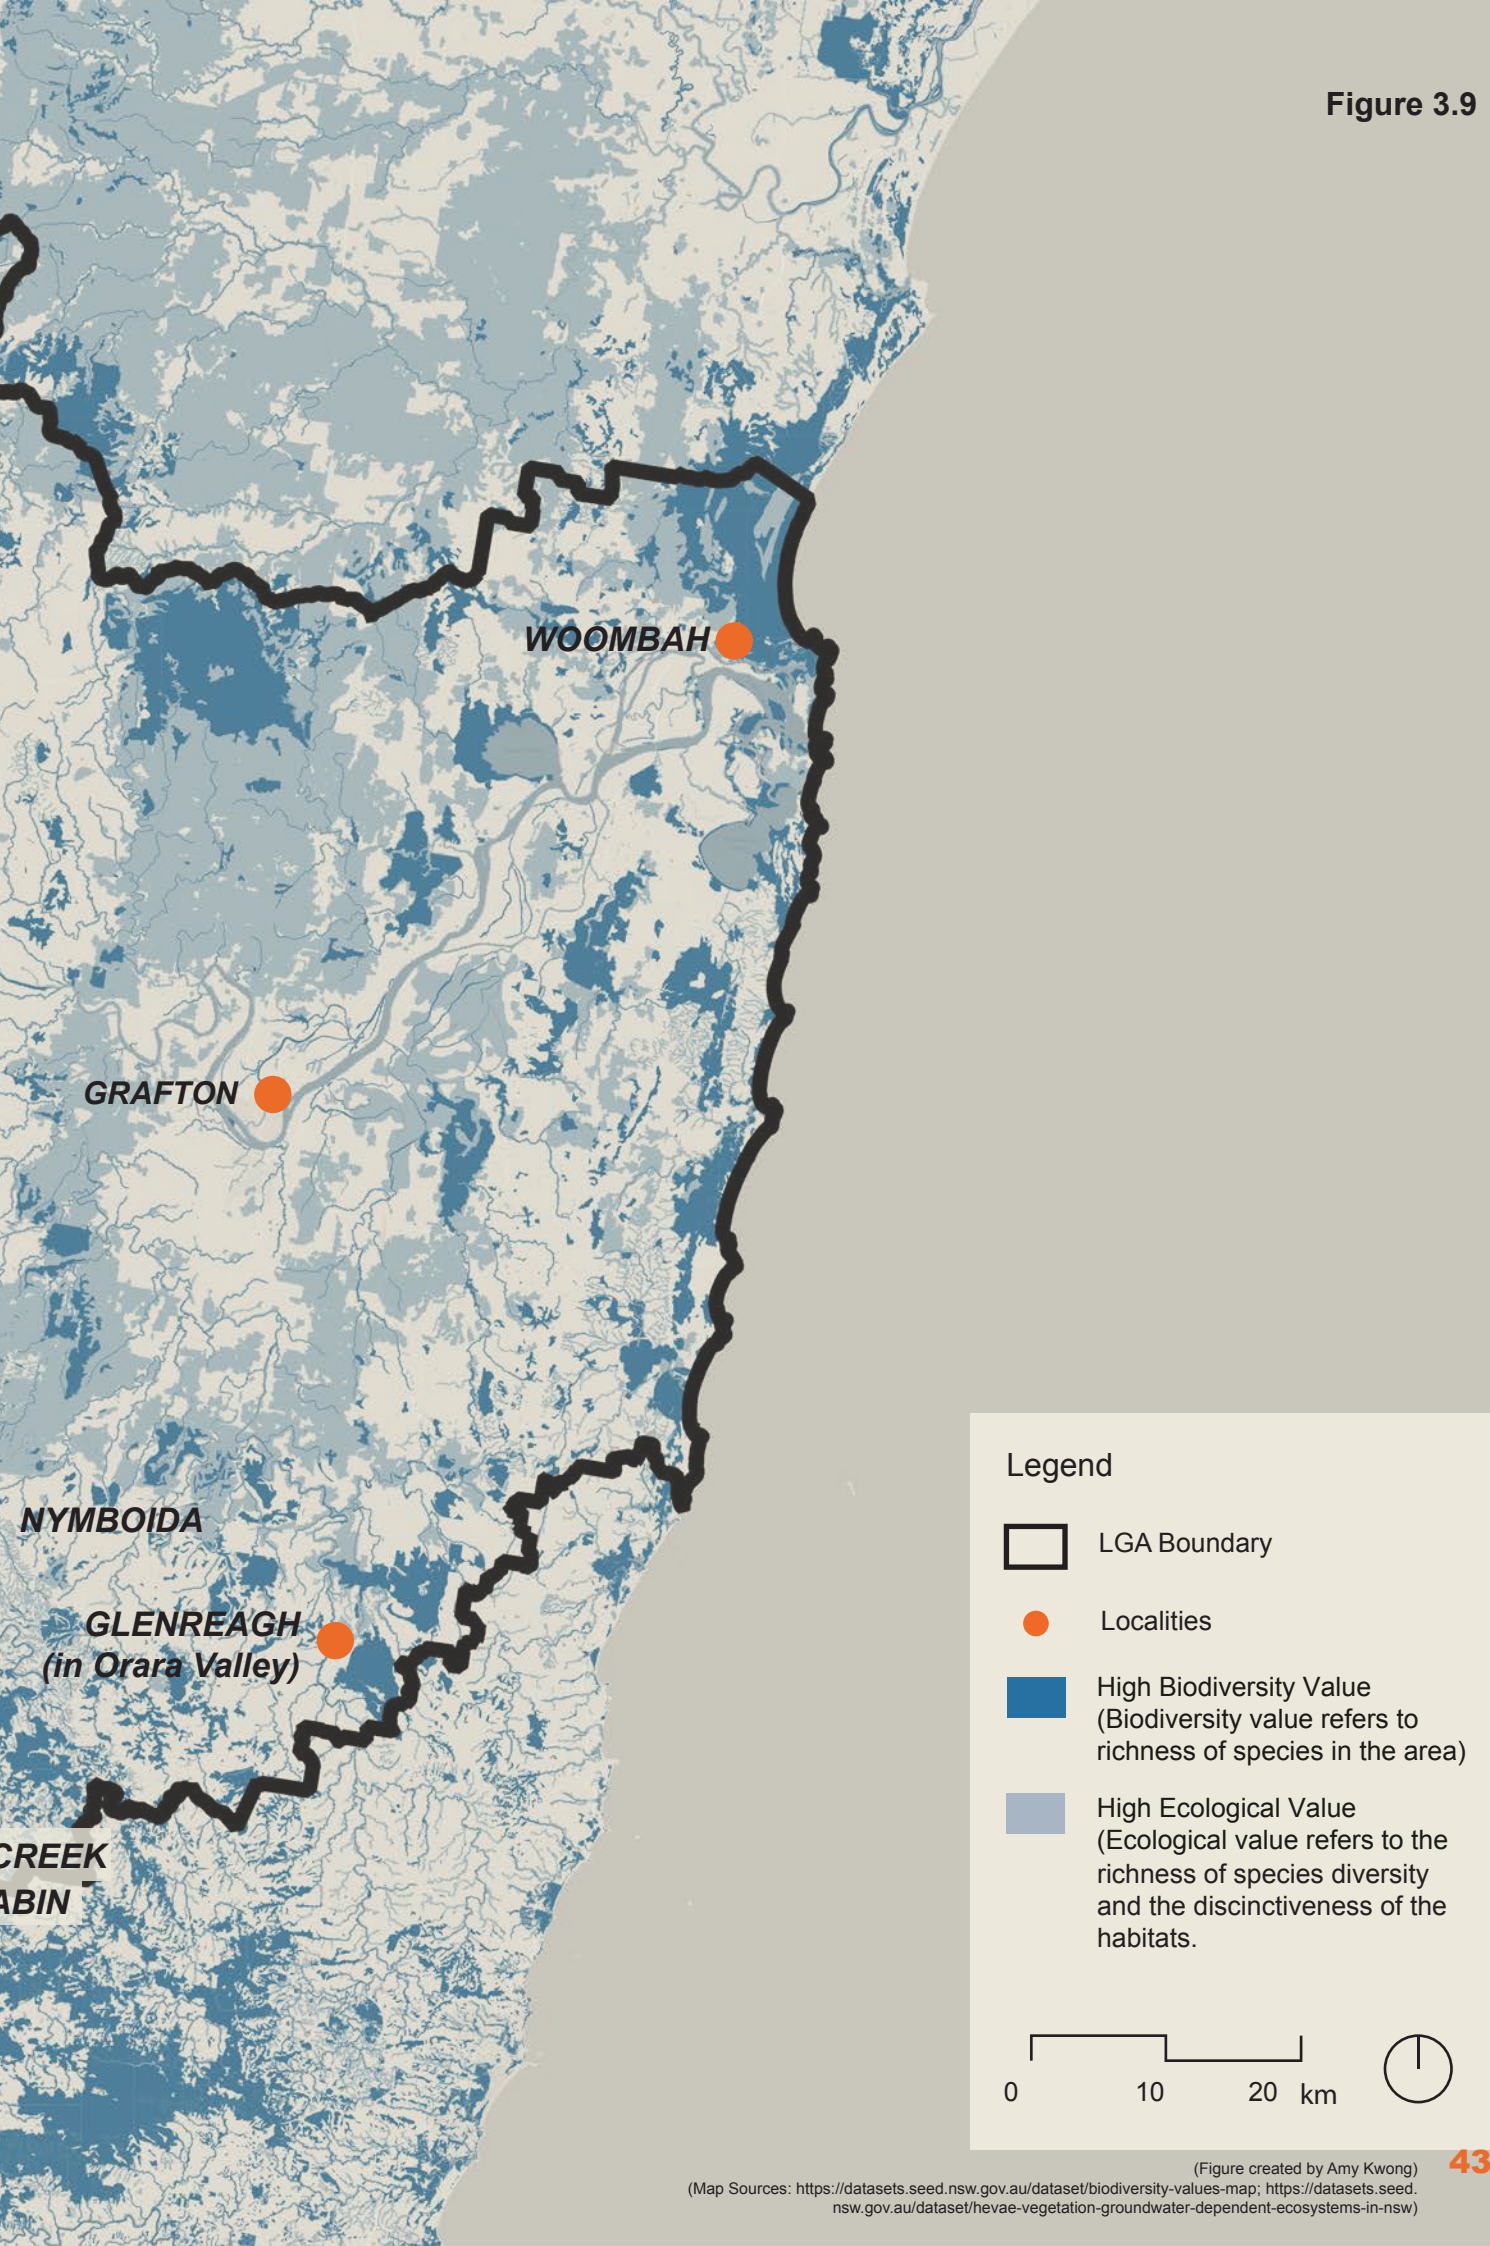 Figure 3.9
WOOMBAH
GRAFTON
NYMBOIDA
GLENREAGH
(in Orara Valley)
CREEK
ABIN
Legend
LGA Boundary
Localities
High Biodiversity Value
(Biodiversity value refers to
richness of species in the area)
High Ecological Value
(Ecological value refers to the
richness of species diversity
and the discinctiveness of the
habitats.
0 10 20 km
(Figure created by Amy Kwong)
43
(Map Sources: https://datasets.seed.nsw.gov.au/dataset/biodiversity-values-map; https://datasets.seed.
nsw.gov.au/dataset/hevae-vegetation-groundwater-dependent-ecosystems-in-nsw)